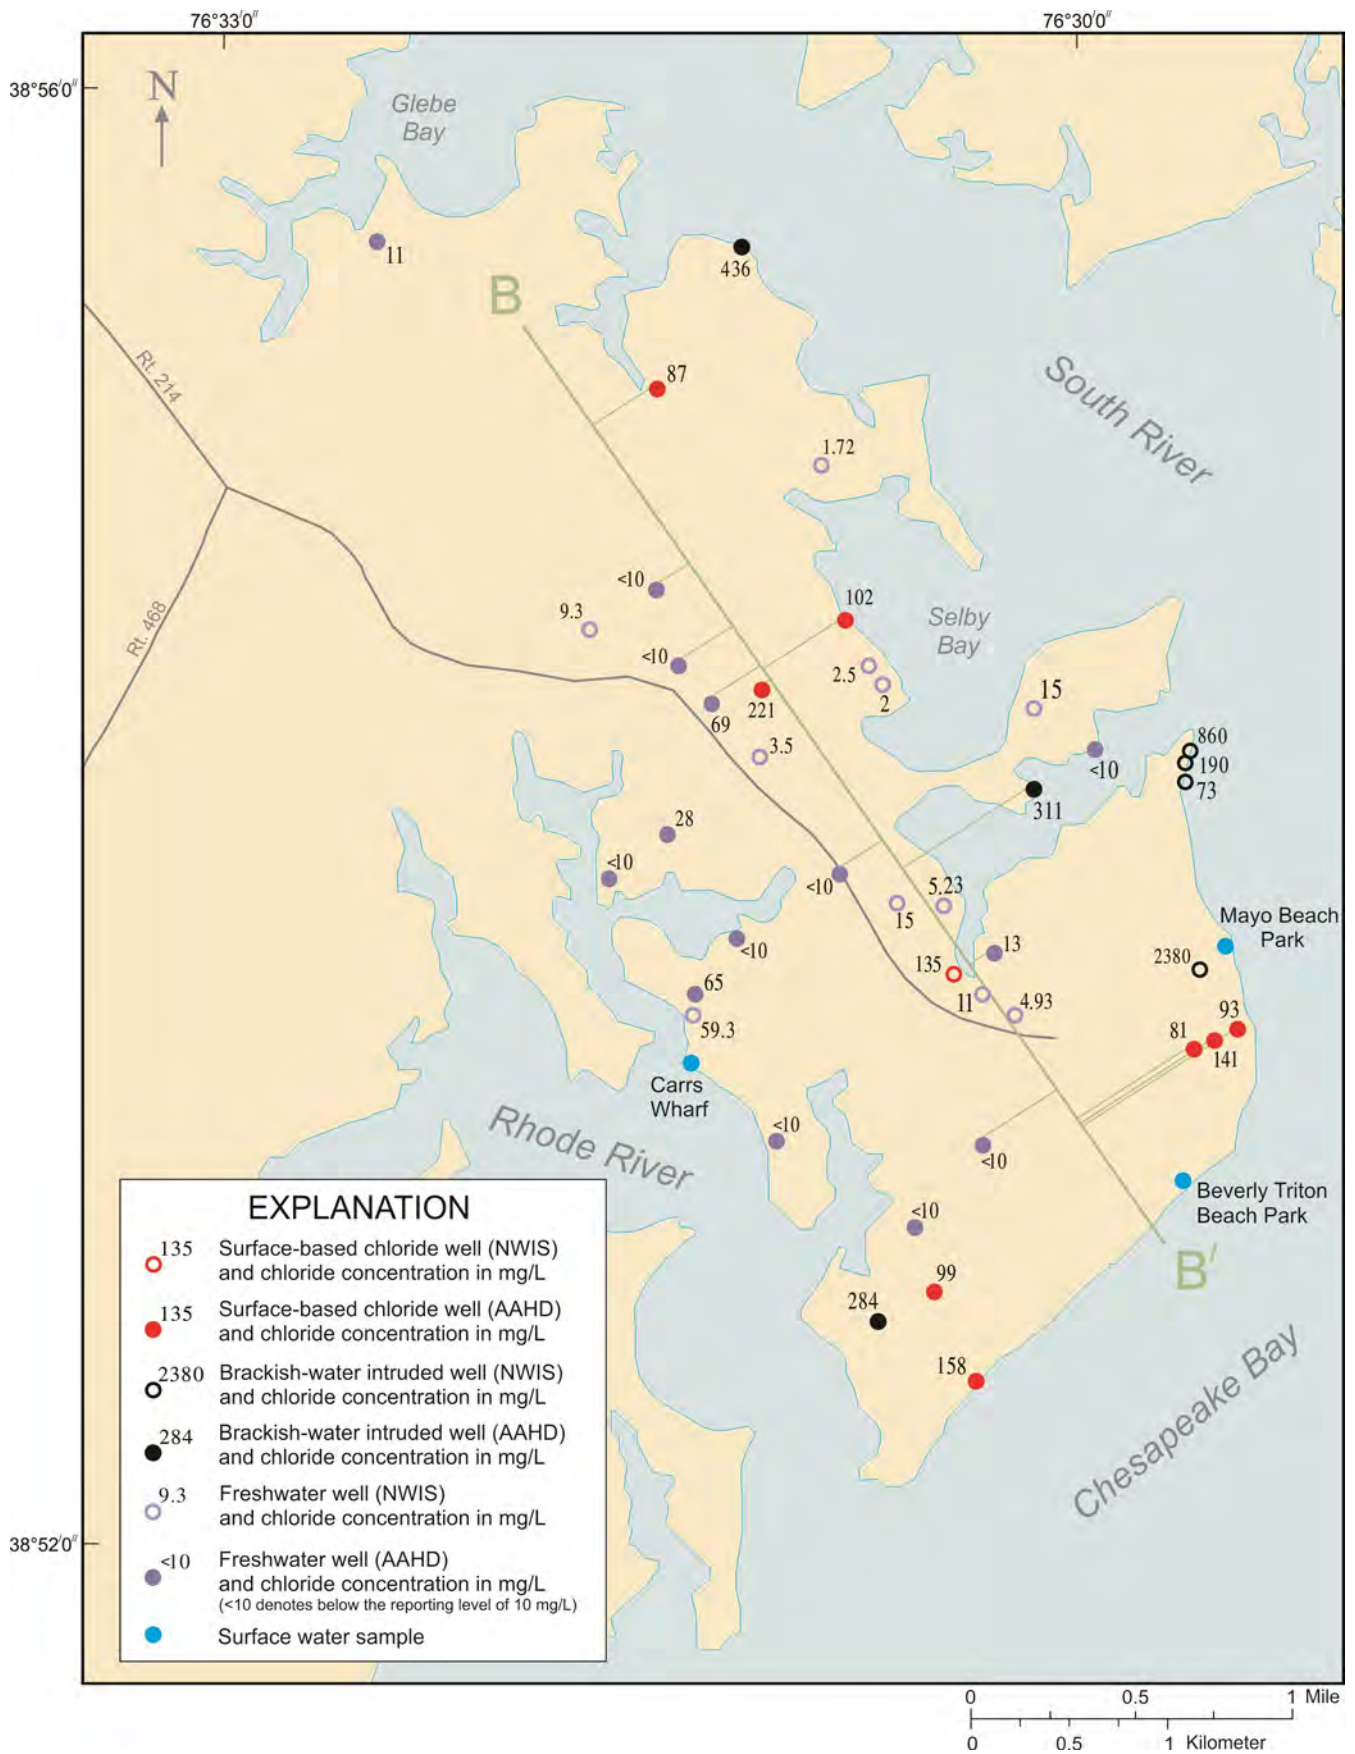 76°33′0″
76°30′0″
38°56′0″
N
Glebe
Bay
11
436
B
South River
Rt. 214
87
1.72
<10
102
Selby
Bay
9.3
Rt. 468
<10
2.5
2
15
69
221
860
190
73
3.5
<10
311
28
<10
<10
5.23
15
Mayo Beach
Park
<10
13
2380
135
65
11
4.93
93
59.3
81
141
Carrs
Wharf
Rhode River
<10
<10
Beverly Triton
Beach Park
<10
B′
99
284
158
Chesapeake Bay
38°52′0″
EXPLANATION
135 Surface-based chloride well (NWIS)
and chloride concentration in mg/L
135 Surface-based chloride well (AAHD)
and chloride concentration in mg/L
2380 Brackish-water intruded well (NWIS)
and chloride concentration in mg/L
284 Brackish-water intruded well (AAHD)
and chloride concentration in mg/L
9.3 Freshwater well (NWIS)
and chloride concentration in mg/L
<10 Freshwater well (AAHD)
and chloride concentration in mg/L
(<10 denotes below the reporting level of 10 mg/L)
Surface water sample
0 0.5 1 Mile
0 0.5 1 Kilometer